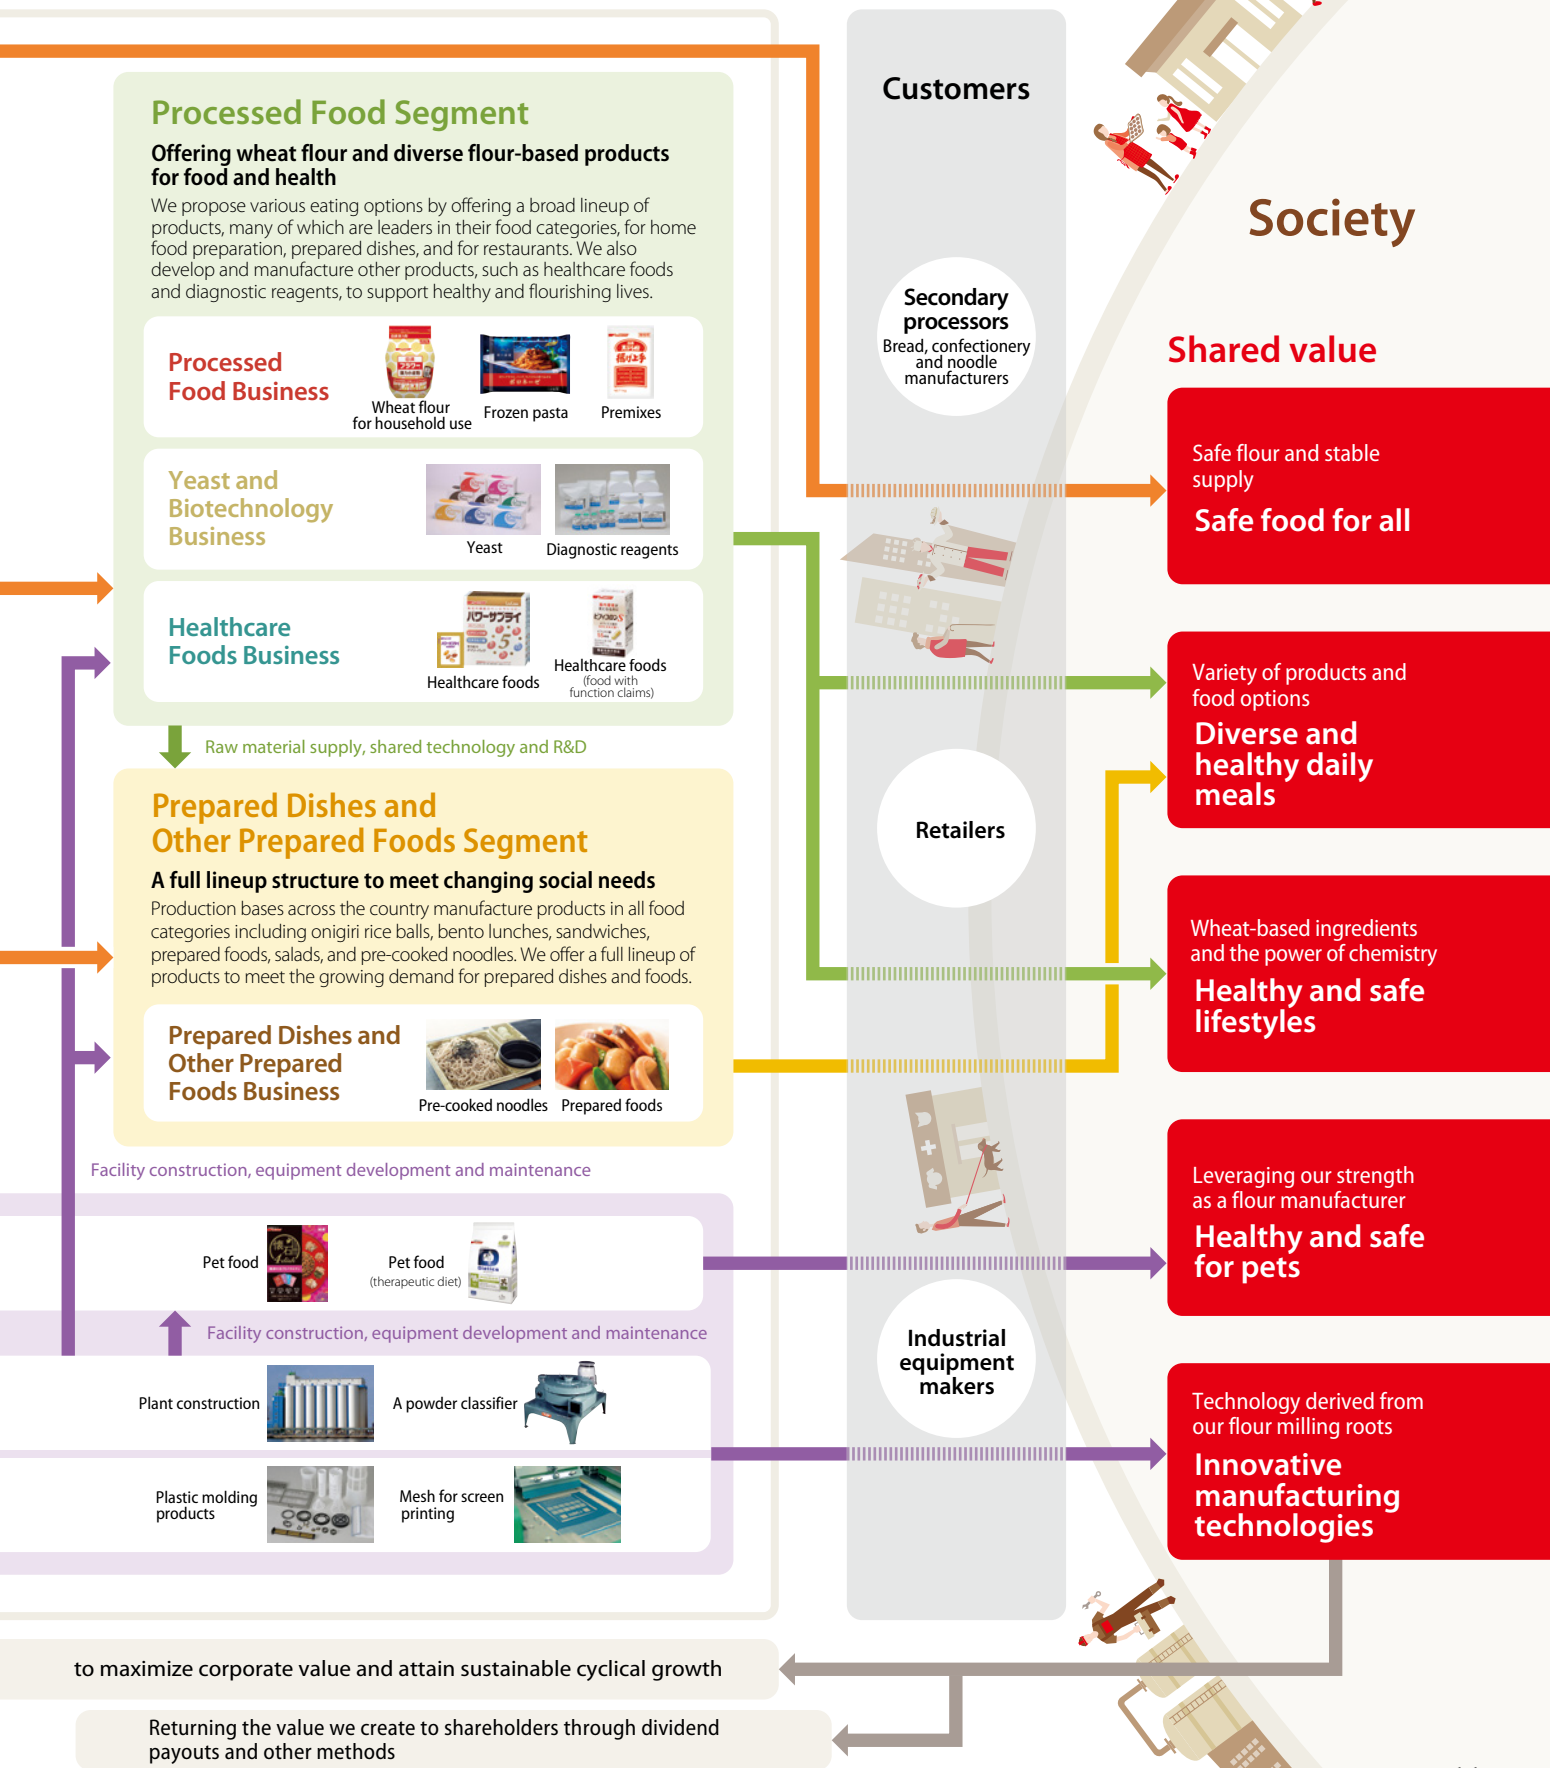 Processed Food Segment
Offering wheat flour and diverse flour-based products
for food and health
We propose various eating options by offering a broad lineup of
products, many of which are leaders in their food categories, for home
food preparation, prepared dishes, and for restaurants. We also
develop and manufacture other products, such as healthcare foods
and diagnostic reagents, to support healthy and flourishing lives.
Processed
Food Business
Wheat flour
for household use
Frozen pasta
Premixes
Yeast and
Biotechnology
Business
Yeast
Diagnostic reagents
Healthcare
Foods Business
パワーサプライ
5
Healthcare foods
Healthcare foods
(food with
function claims)
Raw material supply, shared technology and R&D
Prepared Dishes and
Other Prepared Foods Segment
A full lineup structure to meet changing social needs
Production bases across the country manufacture products in all food
categories including onigiri rice balls, bento lunches, sandwiches,
prepared foods, salads, and pre-cooked noodles. We offer a full lineup of
products to meet the growing demand for prepared dishes and foods.
Prepared Dishes and
Other Prepared
Foods Business
Pre-cooked noodles
Prepared foods
Facility construction, equipment development and maintenance
Pet food
Pet food
(therapeutic diet)
Facility construction, equipment development and maintenance
Plant construction
A powder classifier
Plastic molding
products
Mesh for screen
printing
to maximize corporate value and attain sustainable cyclical growth
Returning the value we create to shareholders through dividend
payouts and other methods
Customers
Secondary
processors
Bread, confectionery
and noodle
manufacturers
Retailers
Industrial
equipment
makers
Society
Shared value
Safe flour and stable
supply
Safe food for all
Variety of products and
food options
Diverse and
healthy daily
meals
Wheat-based ingredients
and the power of chemistry
Healthy and safe
lifestyles
Leveraging our strength
as a flour manufacturer
Healthy and safe
for pets
Technology derived from
our flour milling roots
Innovative
manufacturing
technologies